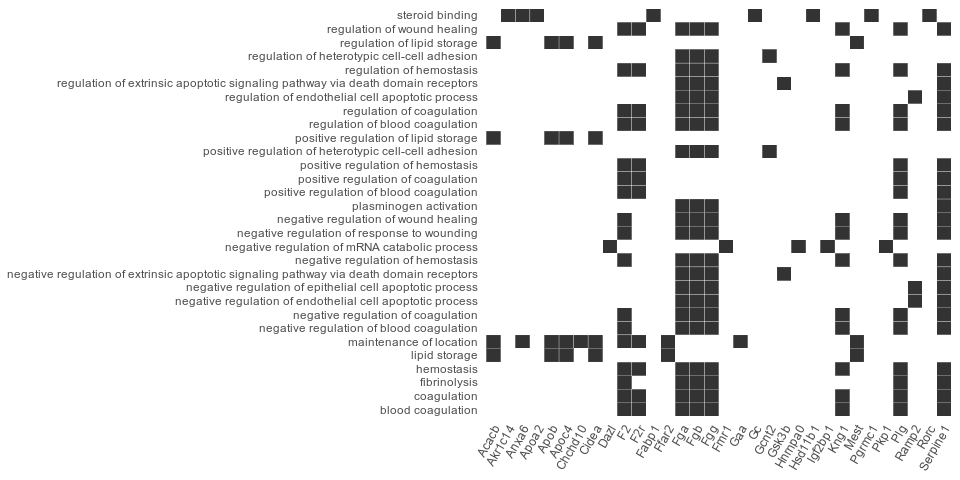 steroid binding
regulation of wound healing
regulation of lipid storage
regulation of heterotypic cell-cell adhesion
regulation of hemostasis
regulation of extrinsic apoptotic signaling pathway via death domain receptors
regulation of endothelial cell apoptotic process
regulation of coagulation
regulation of blood coagulation
positive regulation of lipid storage
positive regulation of heterotypic cell-cell adhesion
positive regulation of hemostasis
positive regulation of coagulation
positive regulation of blood coagulation
plasminogen activation
negative regulation of wound healing
negative regulation of response to wounding
negative regulation of mRNA catabolic process
negative regulation of hemostasis
negative regulation of extrinsic apoptotic signaling pathway via death domain receptors
negative regulation of epithelial cell apoptotic process
negative regulation of endothelial cell apoptotic process
negative regulation of coagulation
negative regulation of blood coagulation
maintenance of location
lipid storage
hemostasis
fibrinolysis
coagulation
blood coagulation
Acacb
Akr1c14
Anxa6
Apoa2
Apob
Apoc4
Chchd10
Cidea
Dazl
F2
F2r
Fabp1
Ffar2
Fga
Fgb
Fgg
Fmr1
Gaa
Gc
Gcnt2
Gsk3b
Hnrnpa0
Hsd11b1
Igf2bp1
Kng1
Mest
Pgrmc1
Pkp1
Plg
Ramp2
Rorc
Serpine1